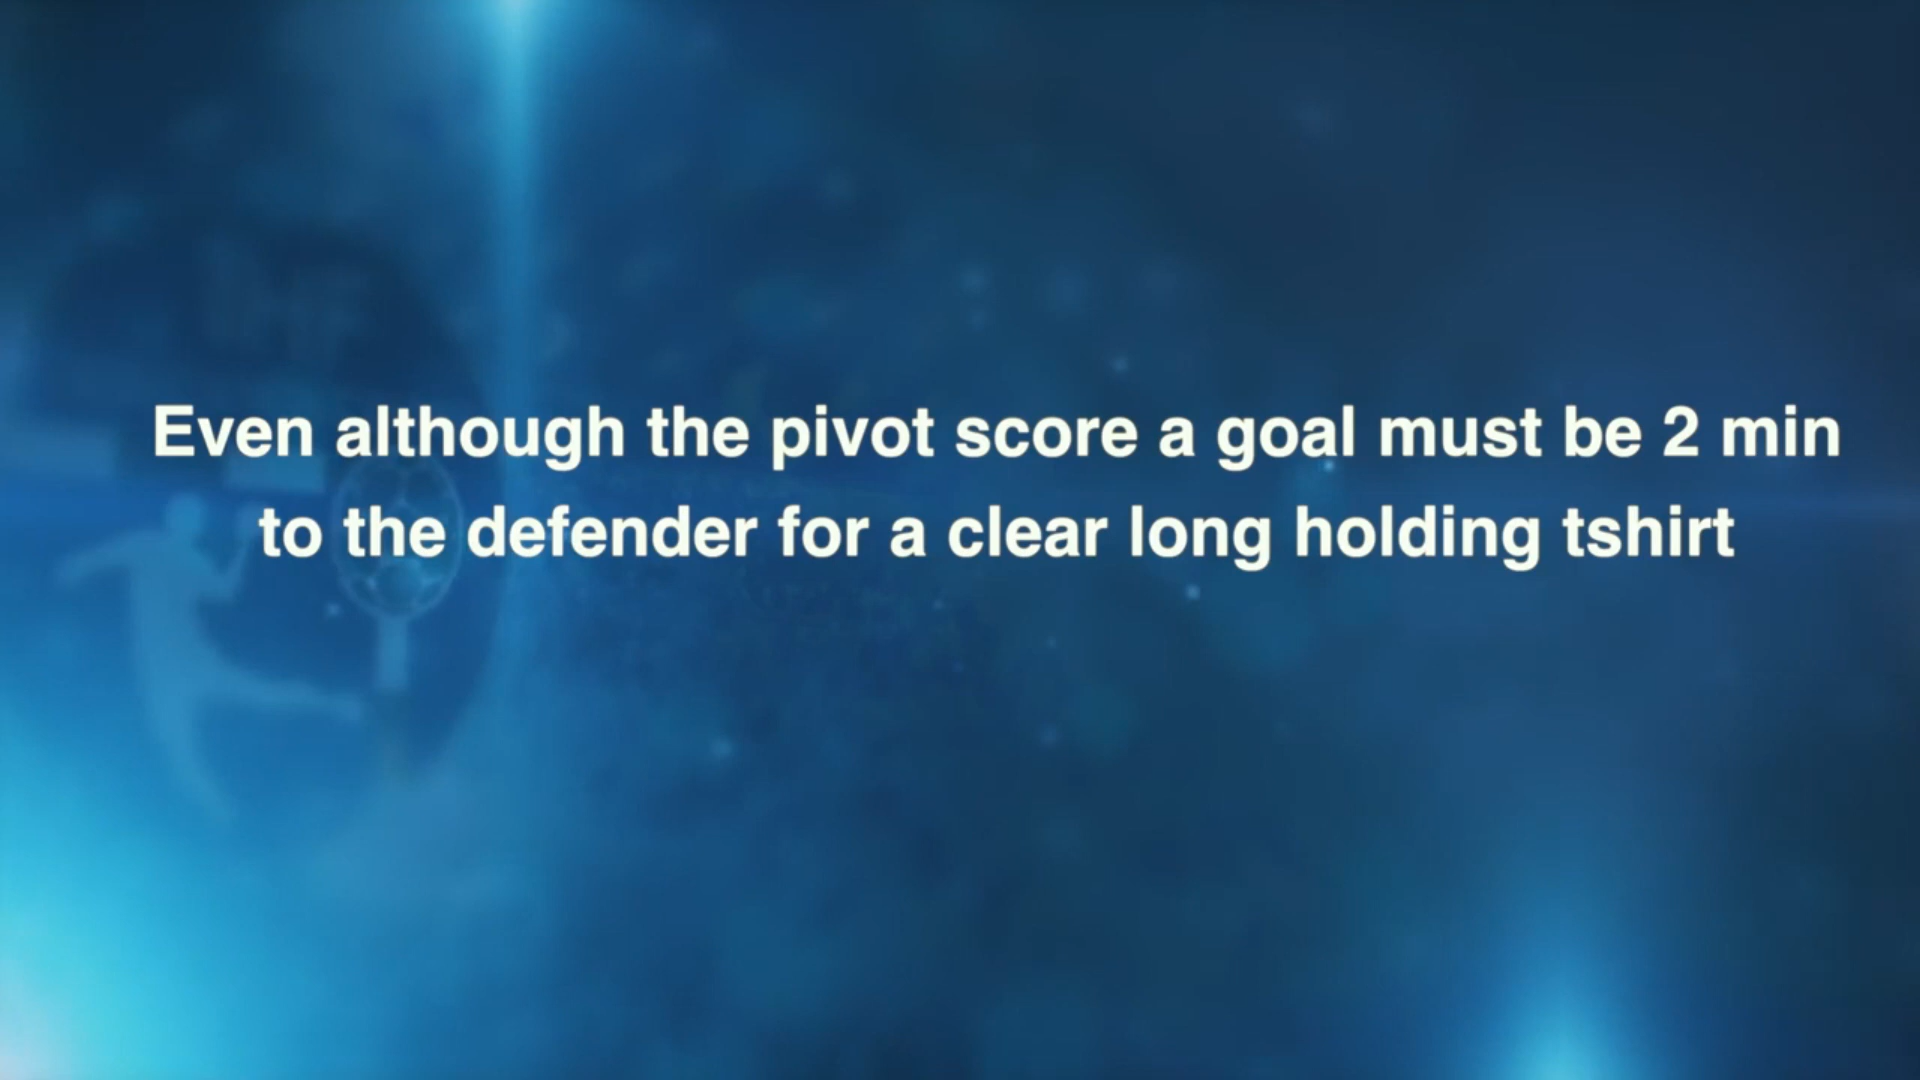 Even although the pivot score a goal must be 2 min
to the defender for a clear long holding tshirt